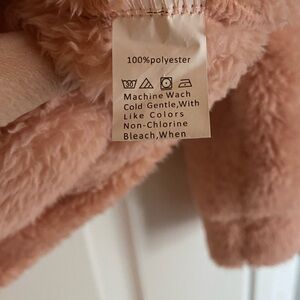 100%polyester
Machine Wach
Cold Gentle,With
Like Colors
Non-Chlorine
Bleach,When